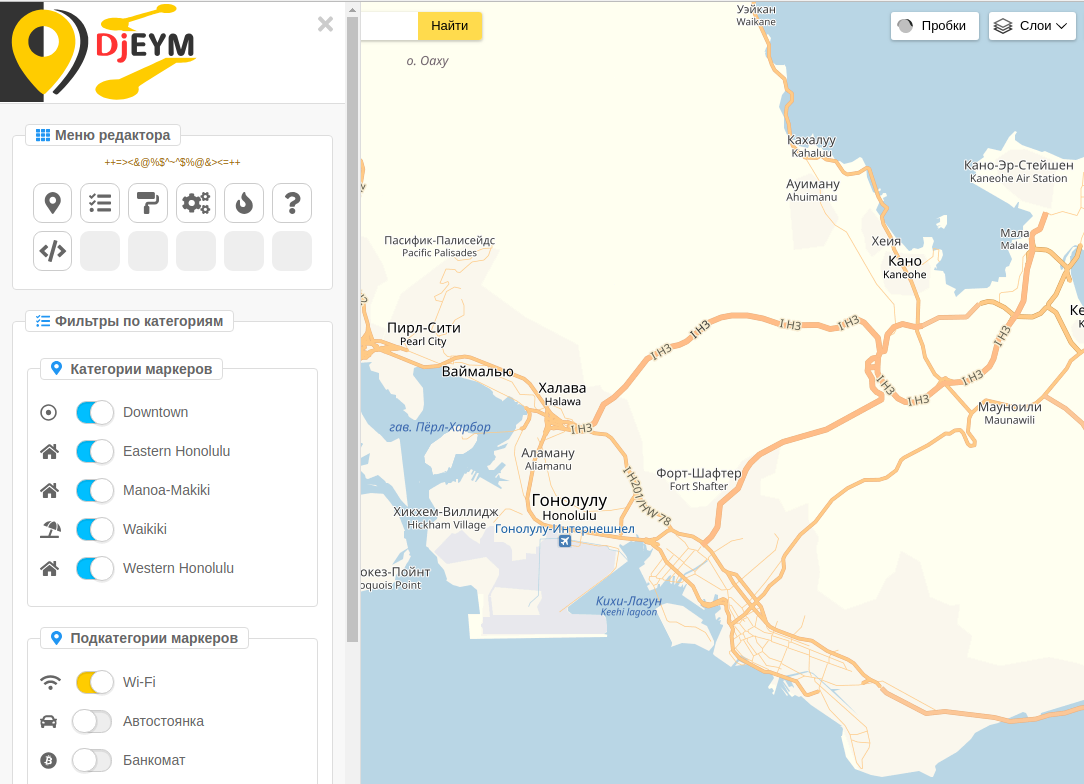 DjEYM
×
Меню редактора
++=><&@%$^~^$%@&><=++
Фильтры по категориям
Категории маркеров
Downtown
Eastern Honolulu
Manoa-Makiki
Waikiki
Western Honolulu
Подкатегории маркеров
Wi-Fi
Автостоянка
Банкомат
Найти
Пробки
Слои
Уэйкан
Waikane
о. Оаху
Кахалуу
Kahaluu
Кано-Эр-Стейшен
Kaneohe Air Station
Ауиману
Ahuimanu
Мала
Malae
Хеия
Пасифик-Палисейдс
Pacific Palisades
Кано
Kaneohe
Пирл-Сити
Pearl City
I H3
I H3
I H3
I H3
I H3
Ваймалью
Халава
Halawa
I H3
I H3
I H3
I H3
гав. Пёрл-Харбор
Мауноили
Maunawili
Аламану
Aliamanu
Форт-Шафтер
Fort Shafter
I H201/HW 78
Гонолулу
Honolulu
Хикхем-Виллидж
Hickham Village
Гонолулу-Интернешнел
окез-Пойнт
oquois Point
Кихи-Лагун
Keehi lagoon